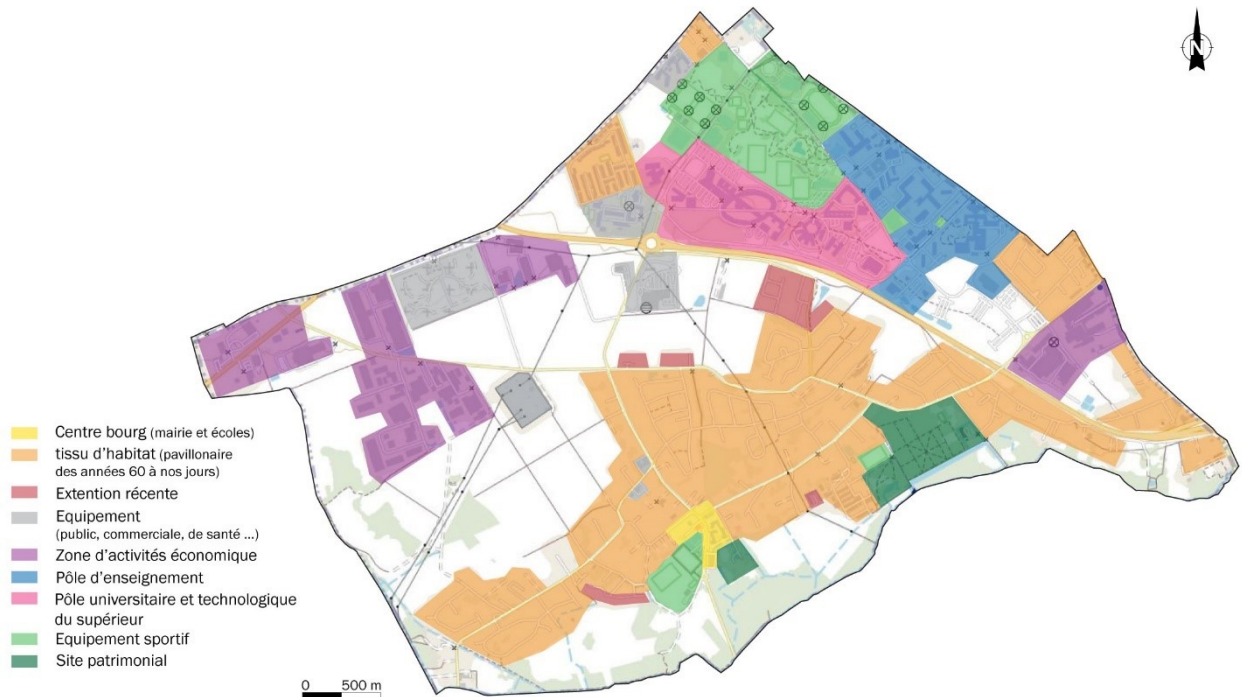 N
Centre bourg (mairie et écoles)
tissu d'habitat (pavillonaire
des années 60 à nos jours)
Extention récente
Equipement
(public, commerciale, de santé ...)
Zone d'activités économique
Pôle d'enseignement
Pôle universitaire et technologique
du supérieur
Equipement sportif
Site patrimonial
0 500 m